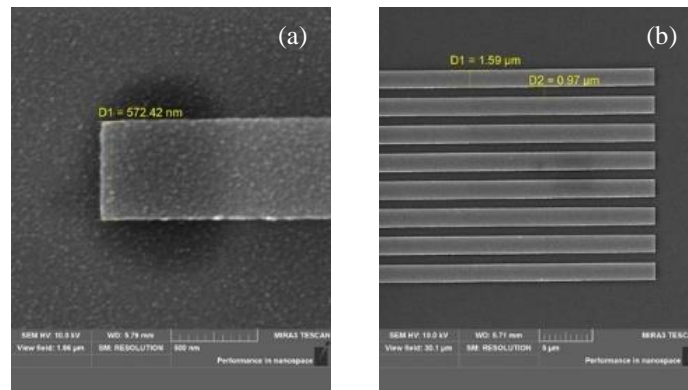 (a)
D1 = 572.42 nm
SEM HV: 10.0 kV
WD: 5.79 mm
MIRA3 TESCAN
View field: 1.86 µm
SM: RESOLUTION
500 nm
Performance in nanospace
(b)
D1 = 1.59 µm
D2 = 0.97 µm
SEM HV: 10.0 kV
WD: 5.71 mm
MIRA3 TESCAN
View field: 30.1 µm
SM: RESOLUTION
5 µm
Performance in nanospace